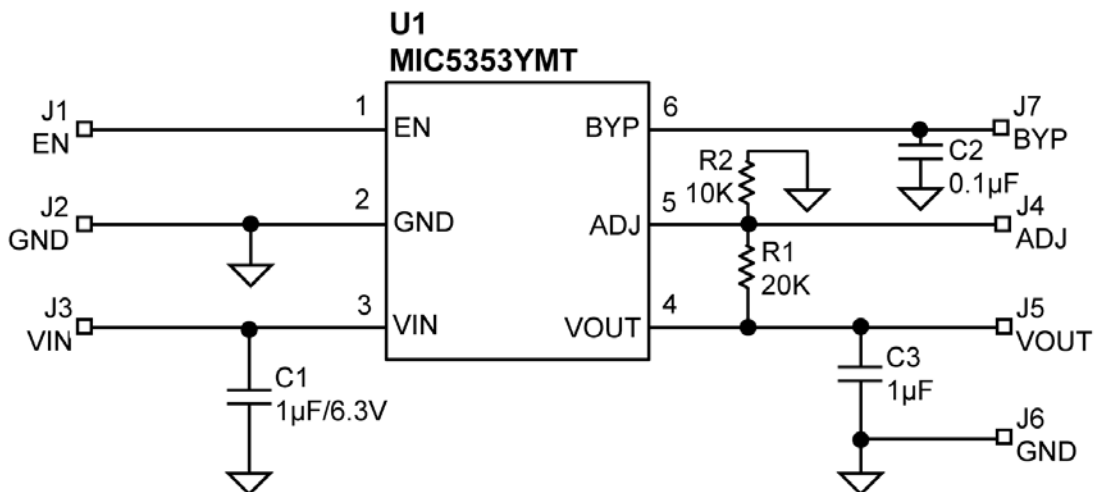 U1
MIC5353YMT
J1
EN
1
EN
BYP
6
J7
BYP
C2
0.1µF
R2
10K
J2
GND
2
GND
ADJ
5
J4
ADJ
R1
20K
J3
VIN
3
VIN
VOUT
4
J5
VOUT
C1
1µF/6.3V
C3
1µF
J6
GND